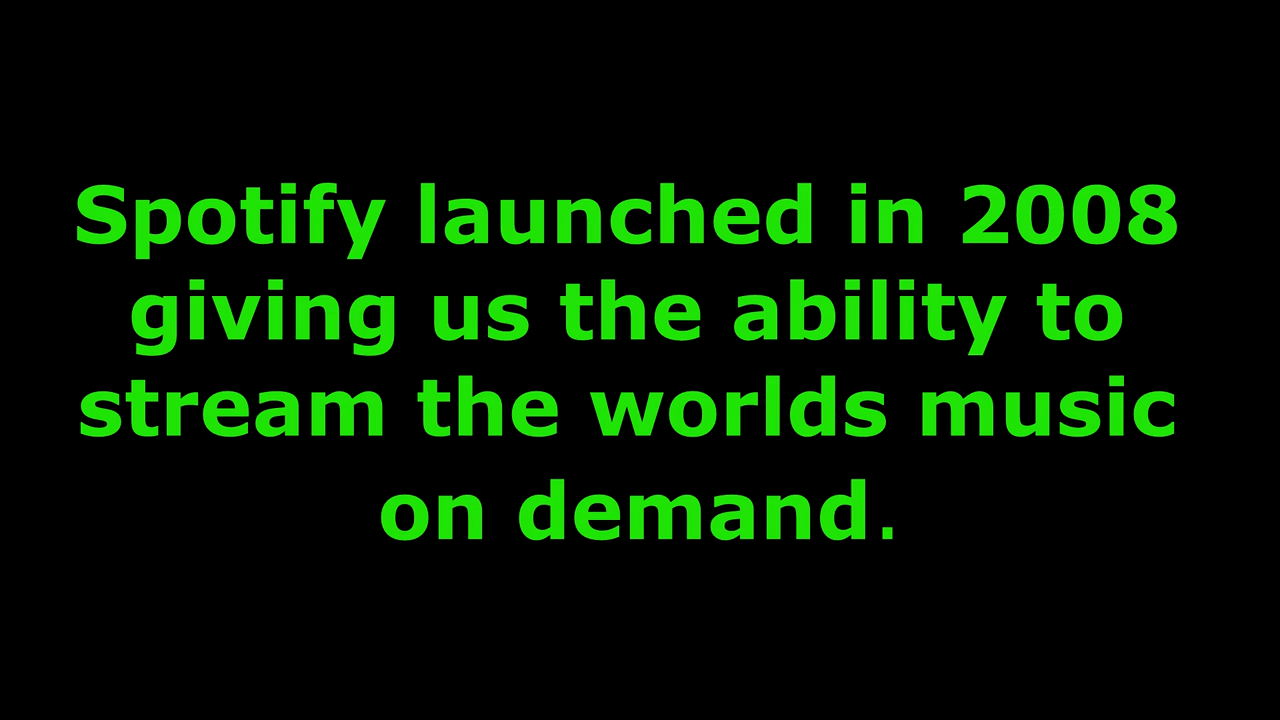 Spotify launched in 2008
giving us the ability to
stream the worlds music
on demand.